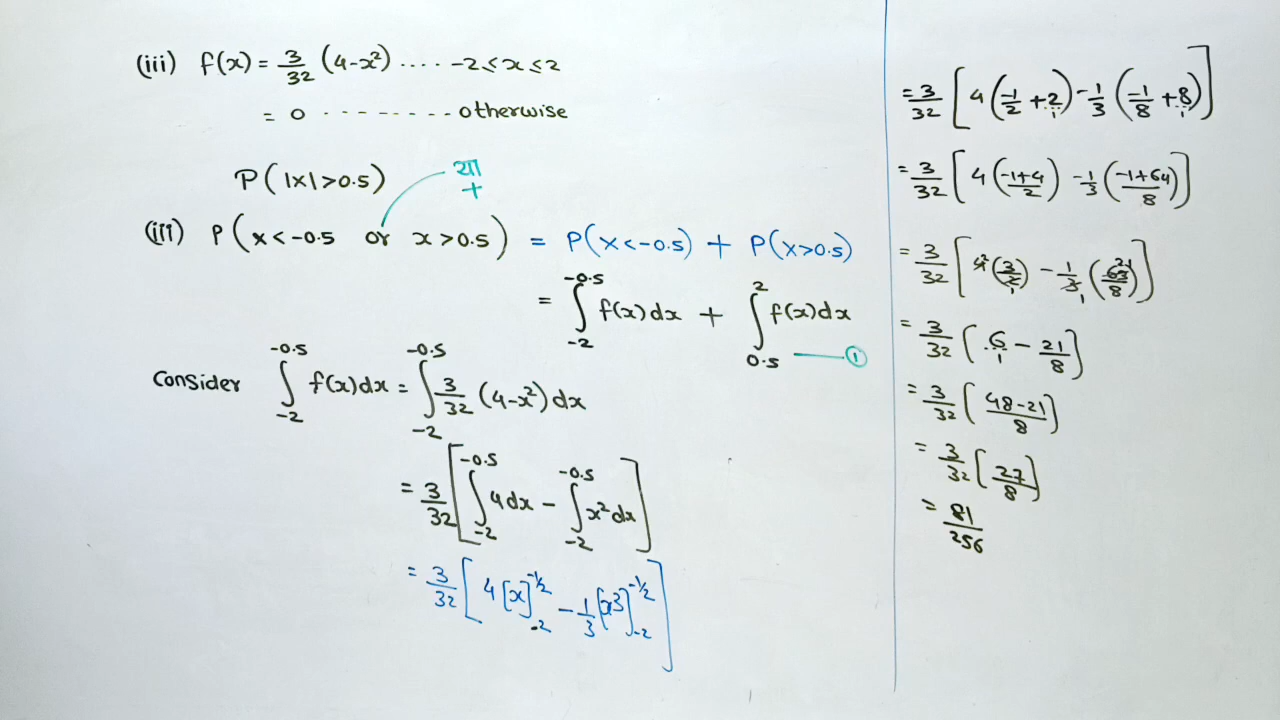 (iii) f(x) = 3/32 (4-x²) .... -2 ≤ x ≤ 2
= 0 - - - - - - - - otherwise
P(|x| > 0.5)
या
+
(iii) P(x < -0.5 or x > 0.5) = P(x < -0.5) + P(x > 0.5)
= ∫_{-2}^{-0.5} f(x) dx + ∫_{0.5}^{2} f(x) dx —— ①
Consider ∫_{-2}^{-0.5} f(x) dx = ∫_{-2}^{-0.5} 3/32 (4-x²) dx
= 3/32 [∫_{-2}^{-0.5} 4 dx - ∫_{-2}^{-0.5} x² dx]
= 3/32 [4[x]_{-2}^{-1/2} - 1/3 [x³]_{-2}^{-1/2}]
= 3/32 [4(-1/2 + 2/1) - 1/3 (-1/8 + 8/1)]
= 3/32 [4((-1+4)/2) - 1/3 ((-1+64)/8)]
= 3/32 [4(3/2) - 1/3 (63/8)]
= 3/32 (6/1 - 21/8)
= 3/32 ((48-21)/8)
= 3/32 (27/8)
= 81/256